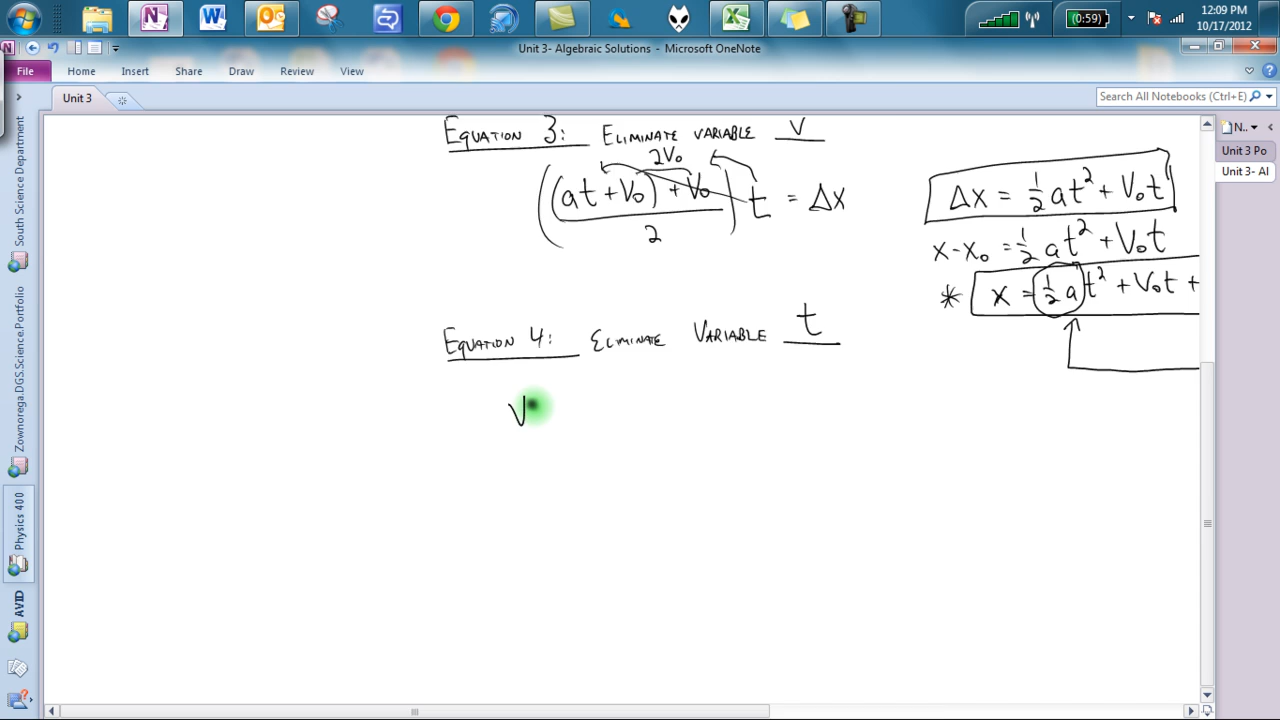 12:09 PM
(0:59)
10/17/2012
Unit 3- Algebraic Solutions - Microsoft OneNote
File Home Insert Share Draw Review View
Unit 3
Search All Notebooks (Ctrl+E)
N..
Unit 3 Po
Unit 3- Al
South Science Department
Zownorega.DGS.Science.Portfolio
Physics 400
AVID
EQUATION 3: ELIMINATE VARIABLE V
2V₀
((at + V₀) + V₀ / 2) t = Δx
Δx = ½at² + V₀t
x - x₀ = ½at² + V₀t
* x = ½at² + V₀t +
EQUATION 4: ELIMINATE VARIABLE t
V